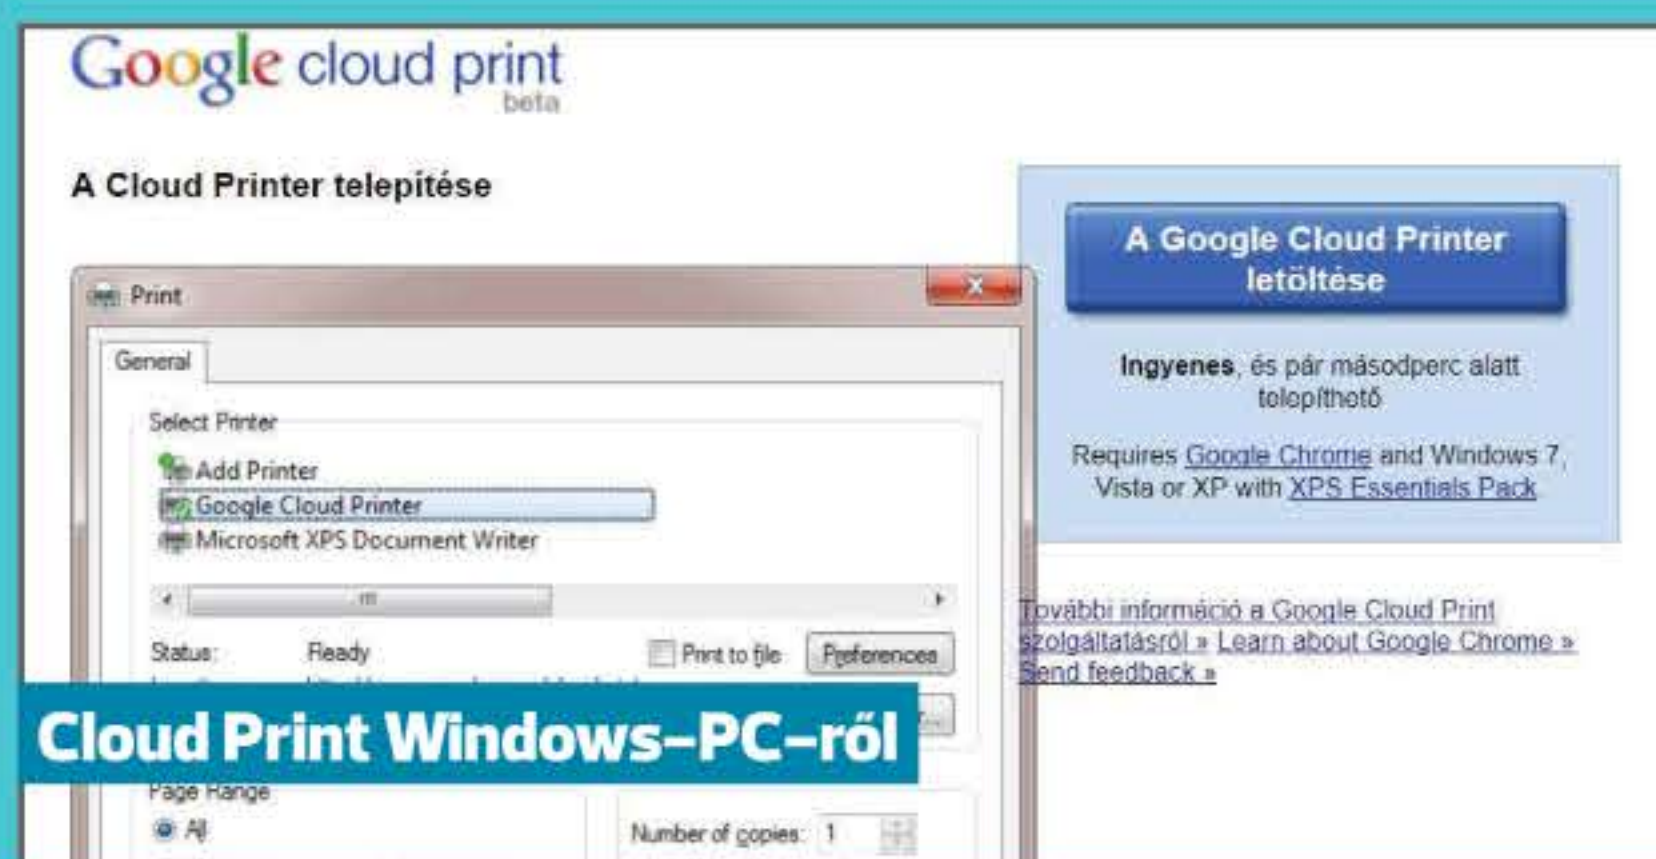 Google cloud print
beta
A Cloud Printer telepítése
Print
General
Select Printer
Add Printer
Google Cloud Printer
Microsoft XPS Document Writer
Status: Ready
Print to file
Preferences
Cloud Print Windows–PC–ről
Page Range
All
Number of copies: 1
A Google Cloud Printer
letöltése
Ingyenes, és pár másodperc alatt
telepíthető
Requires Google Chrome and Windows 7,
Vista or XP with XPS Essentials Pack
További információ a Google Cloud Print
szolgáltatásról » Learn about Google Chrome »
Send feedback »